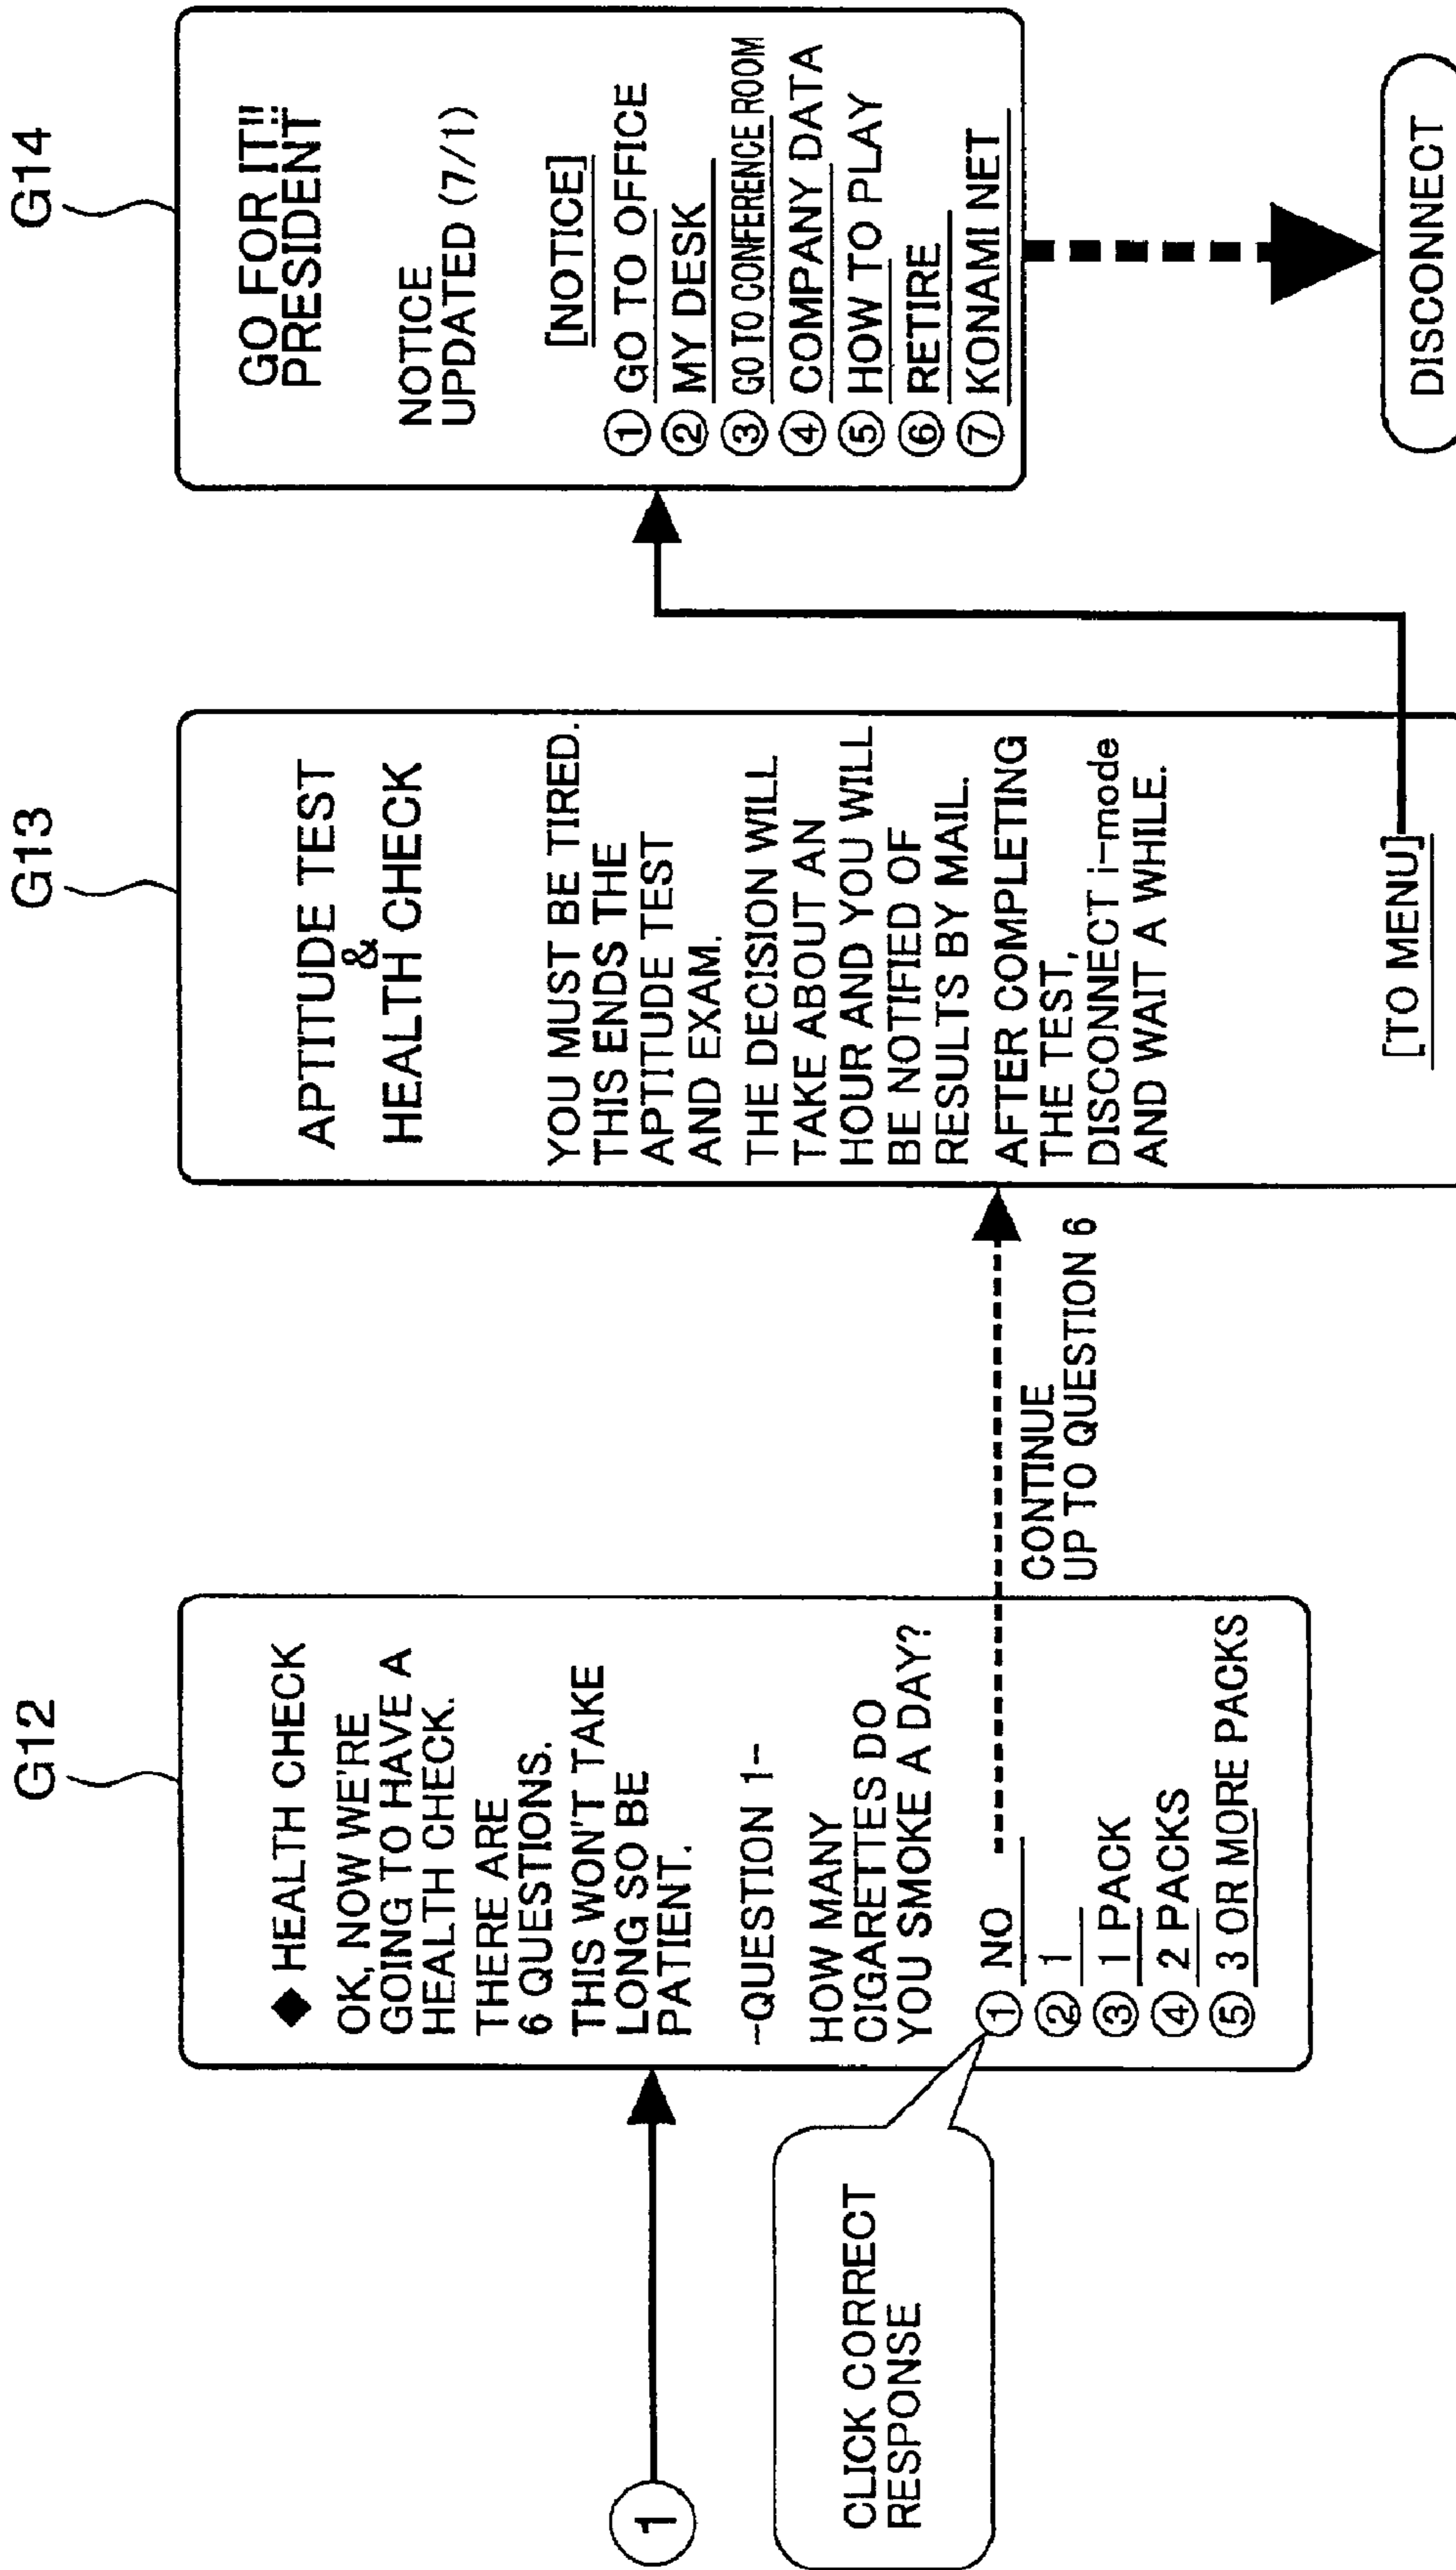 G12
◆ HEALTH CHECK
OK, NOW WE'RE
GOING TO HAVE A
HEALTH CHECK.
THERE ARE
6 QUESTIONS.
THIS WON'T TAKE
LONG SO BE
PATIENT.
-QUESTION 1-
HOW MANY
CIGARETTES DO
YOU SMOKE A DAY?
① NO
② 1
③ 1 PACK
④ 2 PACKS
⑤ 3 OR MORE PACKS
1
CLICK CORRECT
RESPONSE
CONTINUE
UP TO QUESTION 6
G13
APTITUDE TEST
&
HEALTH CHECK
YOU MUST BE TIRED.
THIS ENDS THE
APTITUDE TEST
AND EXAM.
THE DECISION WILL
TAKE ABOUT AN
HOUR AND YOU WILL
BE NOTIFIED OF
RESULTS BY MAIL.
AFTER COMPLETING
THE TEST,
DISCONNECT i-mode
AND WAIT A WHILE.
[TO MENU]
G14
GO FOR IT!!
PRESIDENT
NOTICE
UPDATED (7/1)
[NOTICE]
① GO TO OFFICE
② MY DESK
③ GO TO CONFERENCE ROOM
④ COMPANY DATA
⑤ HOW TO PLAY
⑥ RETIRE
⑦ KONAMI NET
DISCONNECT